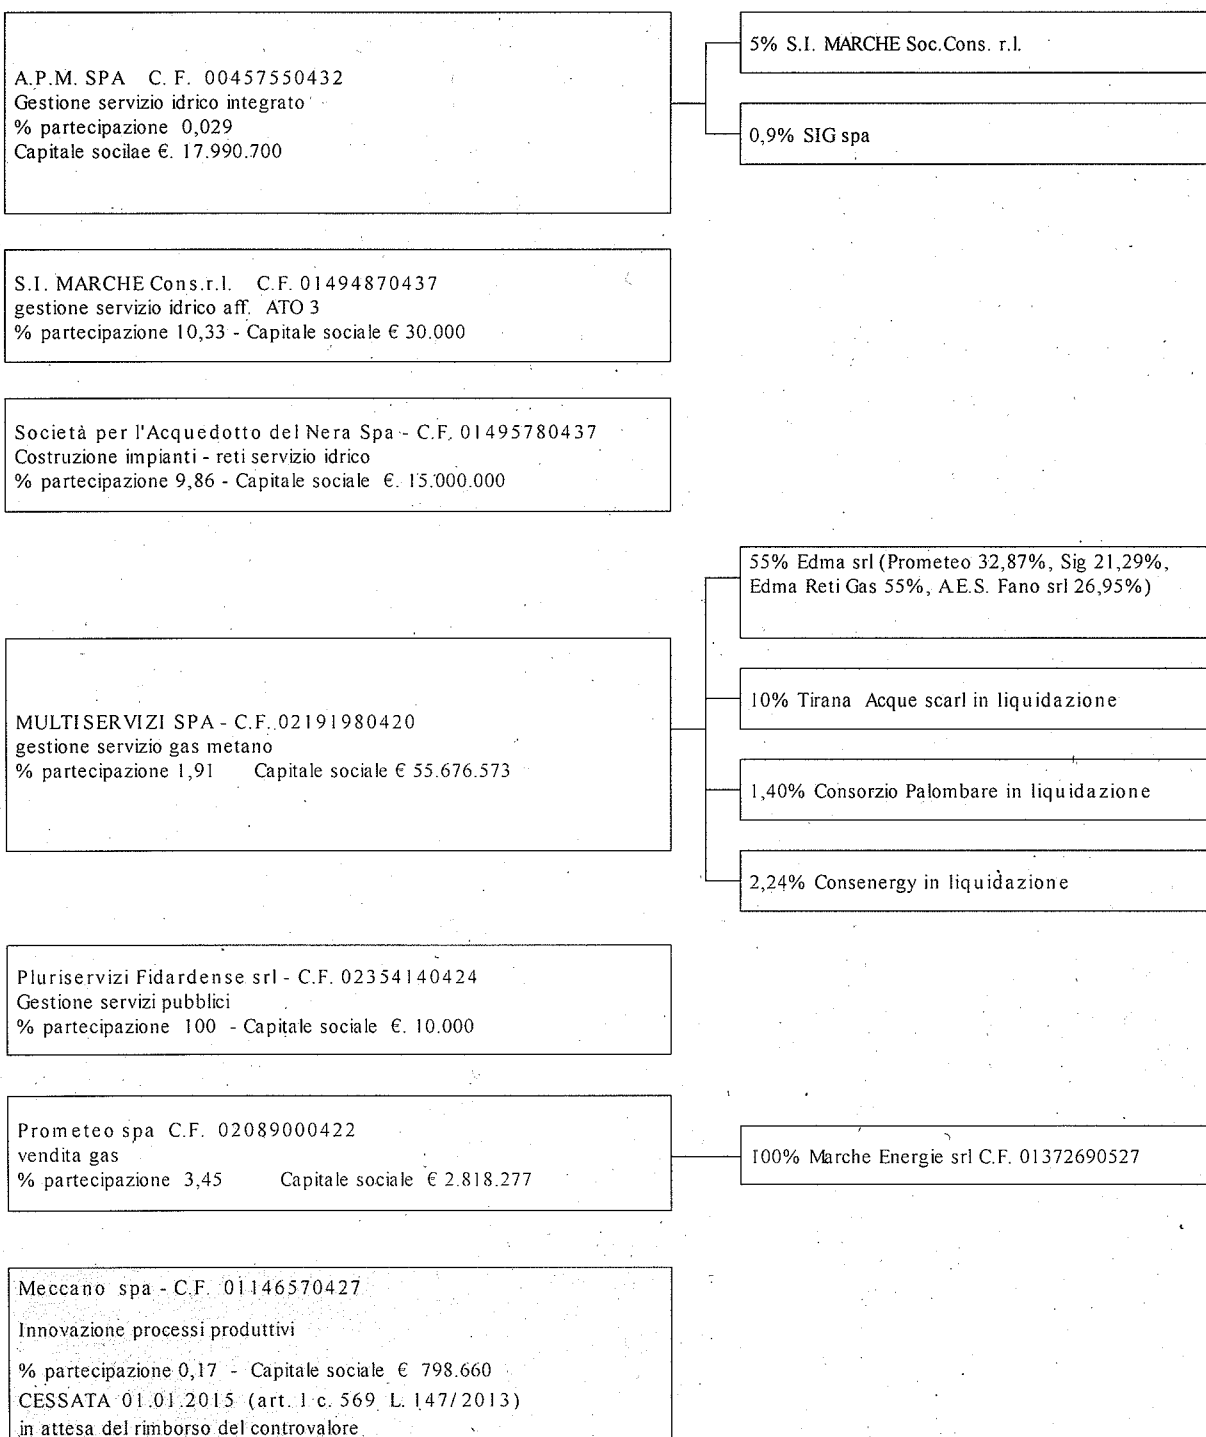 A.P.M. SPA C. F. 00457550432
Gestione servizio idrico integrato
% partecipazione 0,029
Capitale socilae €. 17.990.700
5% S.I. MARCHE Soc.Cons. r.l.
0,9% SIG spa
S.I. MARCHE Cons.r.l. C.F. 01494870437
gestione servizio idrico aff. ATO 3
% partecipazione 10,33 - Capitale sociale € 30.000
Società per l'Acquedotto del Nera Spa - C.F. 01495780437
Costruzione impianti - reti servizio idrico
% partecipazione 9,86 - Capitale sociale €. 15.000.000
MULTISERVIZI SPA - C.F. 02191980420
gestione servizio gas metano
% partecipazione 1,91 Capitale sociale € 55.676.573
55% Edma srl (Prometeo 32,87%, Sig 21,29%,
Edma Reti Gas 55%, A.E.S. Fano srl 26,95%)
10% Tirana Acque scarl in liquidazione
1,40% Consorzio Palombare in liquidazione
2,24% Consenergy in liquidazione
Pluriservizi Fidardense srl - C.F. 02354140424
Gestione servizi pubblici
% partecipazione 100 - Capitale sociale €. 10.000
Prometeo spa C.F. 02089000422
vendita gas
% partecipazione 3,45 Capitale sociale € 2.818.277
100% Marche Energie srl C.F. 01372690527
Meccano spa - C.F. 01146570427
Innovazione processi produttivi
% partecipazione 0,17 - Capitale sociale € 798.660
CESSATA 01.01.2015 (art. 1 c. 569 L. 147/2013)
in attesa del rimborso del controvalore